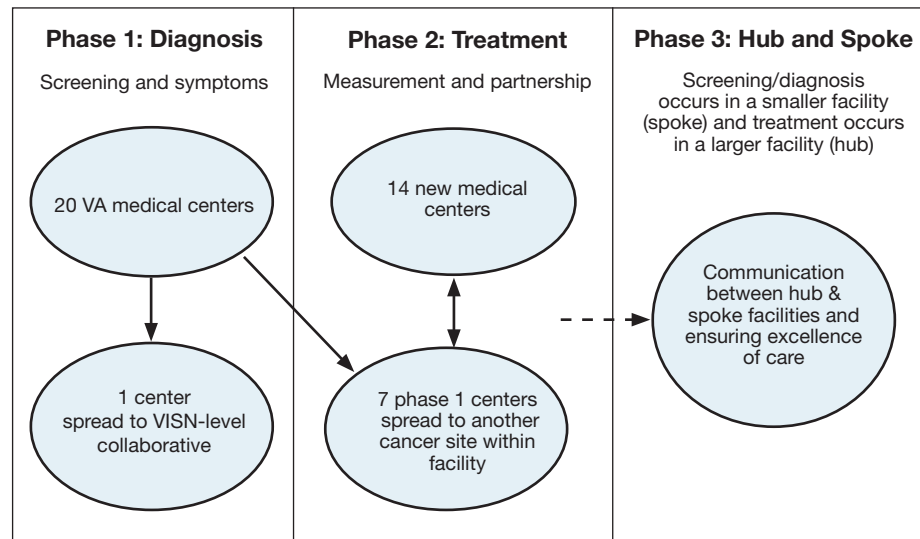 Phase 1: Diagnosis
Screening and symptoms
20 VA medical centers
1 center
spread to VISN-level
collaborative
Phase 2: Treatment
Measurement and partnership
14 new medical
centers
7 phase 1 centers
spread to another
cancer site within
facility
Phase 3: Hub and Spoke
Screening/diagnosis
occurs in a smaller facility
(spoke) and treatment occurs
in a larger facility (hub)
Communication
between hub &
spoke facilities and
ensuring excellence
of care